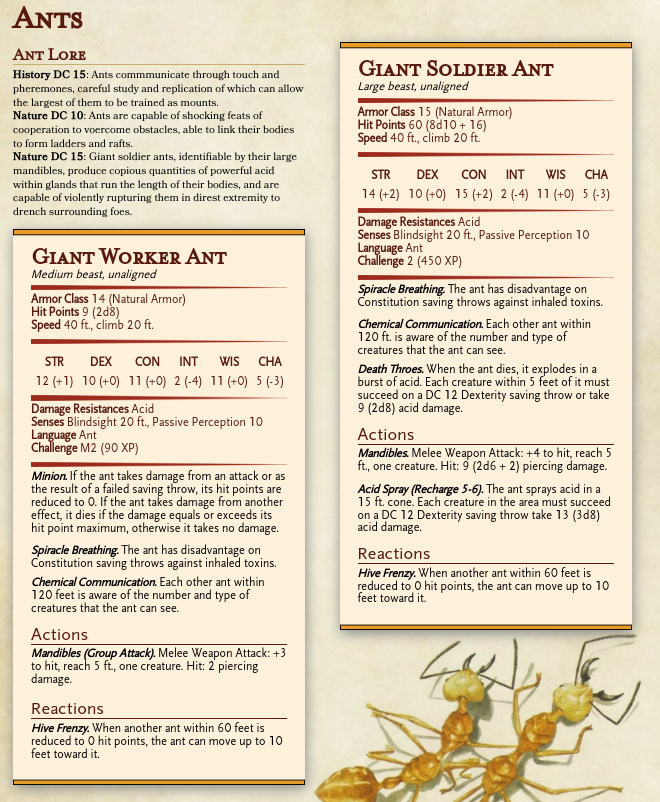 Ants
Ant Lore
History DC 15: Ants commmunicate through touch and
pheremones, careful study and replication of which can allow
the largest of them to be trained as mounts.
Nature DC 10: Ants are capable of shocking feats of
cooperation to voercome obstacles, able to link their bodies
to form ladders and rafts.
Nature DC 15: Giant soldier ants, identifiable by their large
mandibles, produce copious quantities of powerful acid
within glands that run the length of their bodies, and are
capable of violently rupturing them in direst extremity to
drench surrounding foes.
Giant Worker Ant
Medium beast, unaligned
Armor Class 14 (Natural Armor)
Hit Points 9 (2d8)
Speed 40 ft., climb 20 ft.
STR DEX CON INT WIS CHA
12 (+1) 10 (+0) 11 (+0) 2 (-4) 11 (+0) 5 (-3)
Damage Resistances Acid
Senses Blindsight 20 ft., Passive Perception 10
Language Ant
Challenge M2 (90 XP)
Minion. If the ant takes damage from an attack or as
the result of a failed saving throw, its hit points are
reduced to 0. If the ant takes damage from another
effect, it dies if the damage equals or exceeds its
hit point maximum, otherwise it takes no damage.
Spiracle Breathing. The ant has disadvantage on
Constitution saving throws against inhaled toxins.
Chemical Communication. Each other ant within
120 feet is aware of the number and type of
creatures that the ant can see.
Actions
Mandibles (Group Attack). Melee Weapon Attack: +3
to hit, reach 5 ft., one creature. Hit: 2 piercing
damage.
Reactions
Hive Frenzy. When another ant within 60 feet is
reduced to 0 hit points, the ant can move up to 10
feet toward it.
Giant Soldier Ant
Large beast, unaligned
Armor Class 15 (Natural Armor)
Hit Points 60 (8d10 + 16)
Speed 40 ft., climb 20 ft.
STR DEX CON INT WIS CHA
14 (+2) 10 (+0) 15 (+2) 2 (-4) 11 (+0) 5 (-3)
Damage Resistances Acid
Senses Blindsight 20 ft., Passive Perception 10
Language Ant
Challenge 2 (450 XP)
Spiracle Breathing. The ant has disadvantage on
Constitution saving throws against inhaled toxins.
Chemical Communication. Each other ant within
120 ft. is aware of the number and type of
creatures that the ant can see.
Death Throes. When the ant dies, it explodes in a
burst of acid. Each creature within 5 feet of it must
succeed on a DC 12 Dexterity saving throw or take
9 (2d8) acid damage.
Actions
Mandibles. Melee Weapon Attack: +4 to hit, reach 5
ft., one creature. Hit: 9 (2d6 + 2) piercing damage.
Acid Spray (Recharge 5-6). The ant sprays acid in a
15 ft. cone. Each creature in the area must succeed
on a DC 12 Dexterity saving throw take 13 (3d8)
acid damage.
Reactions
Hive Frenzy. When another ant within 60 feet is
reduced to 0 hit points, the ant can move up to 10
feet toward it.